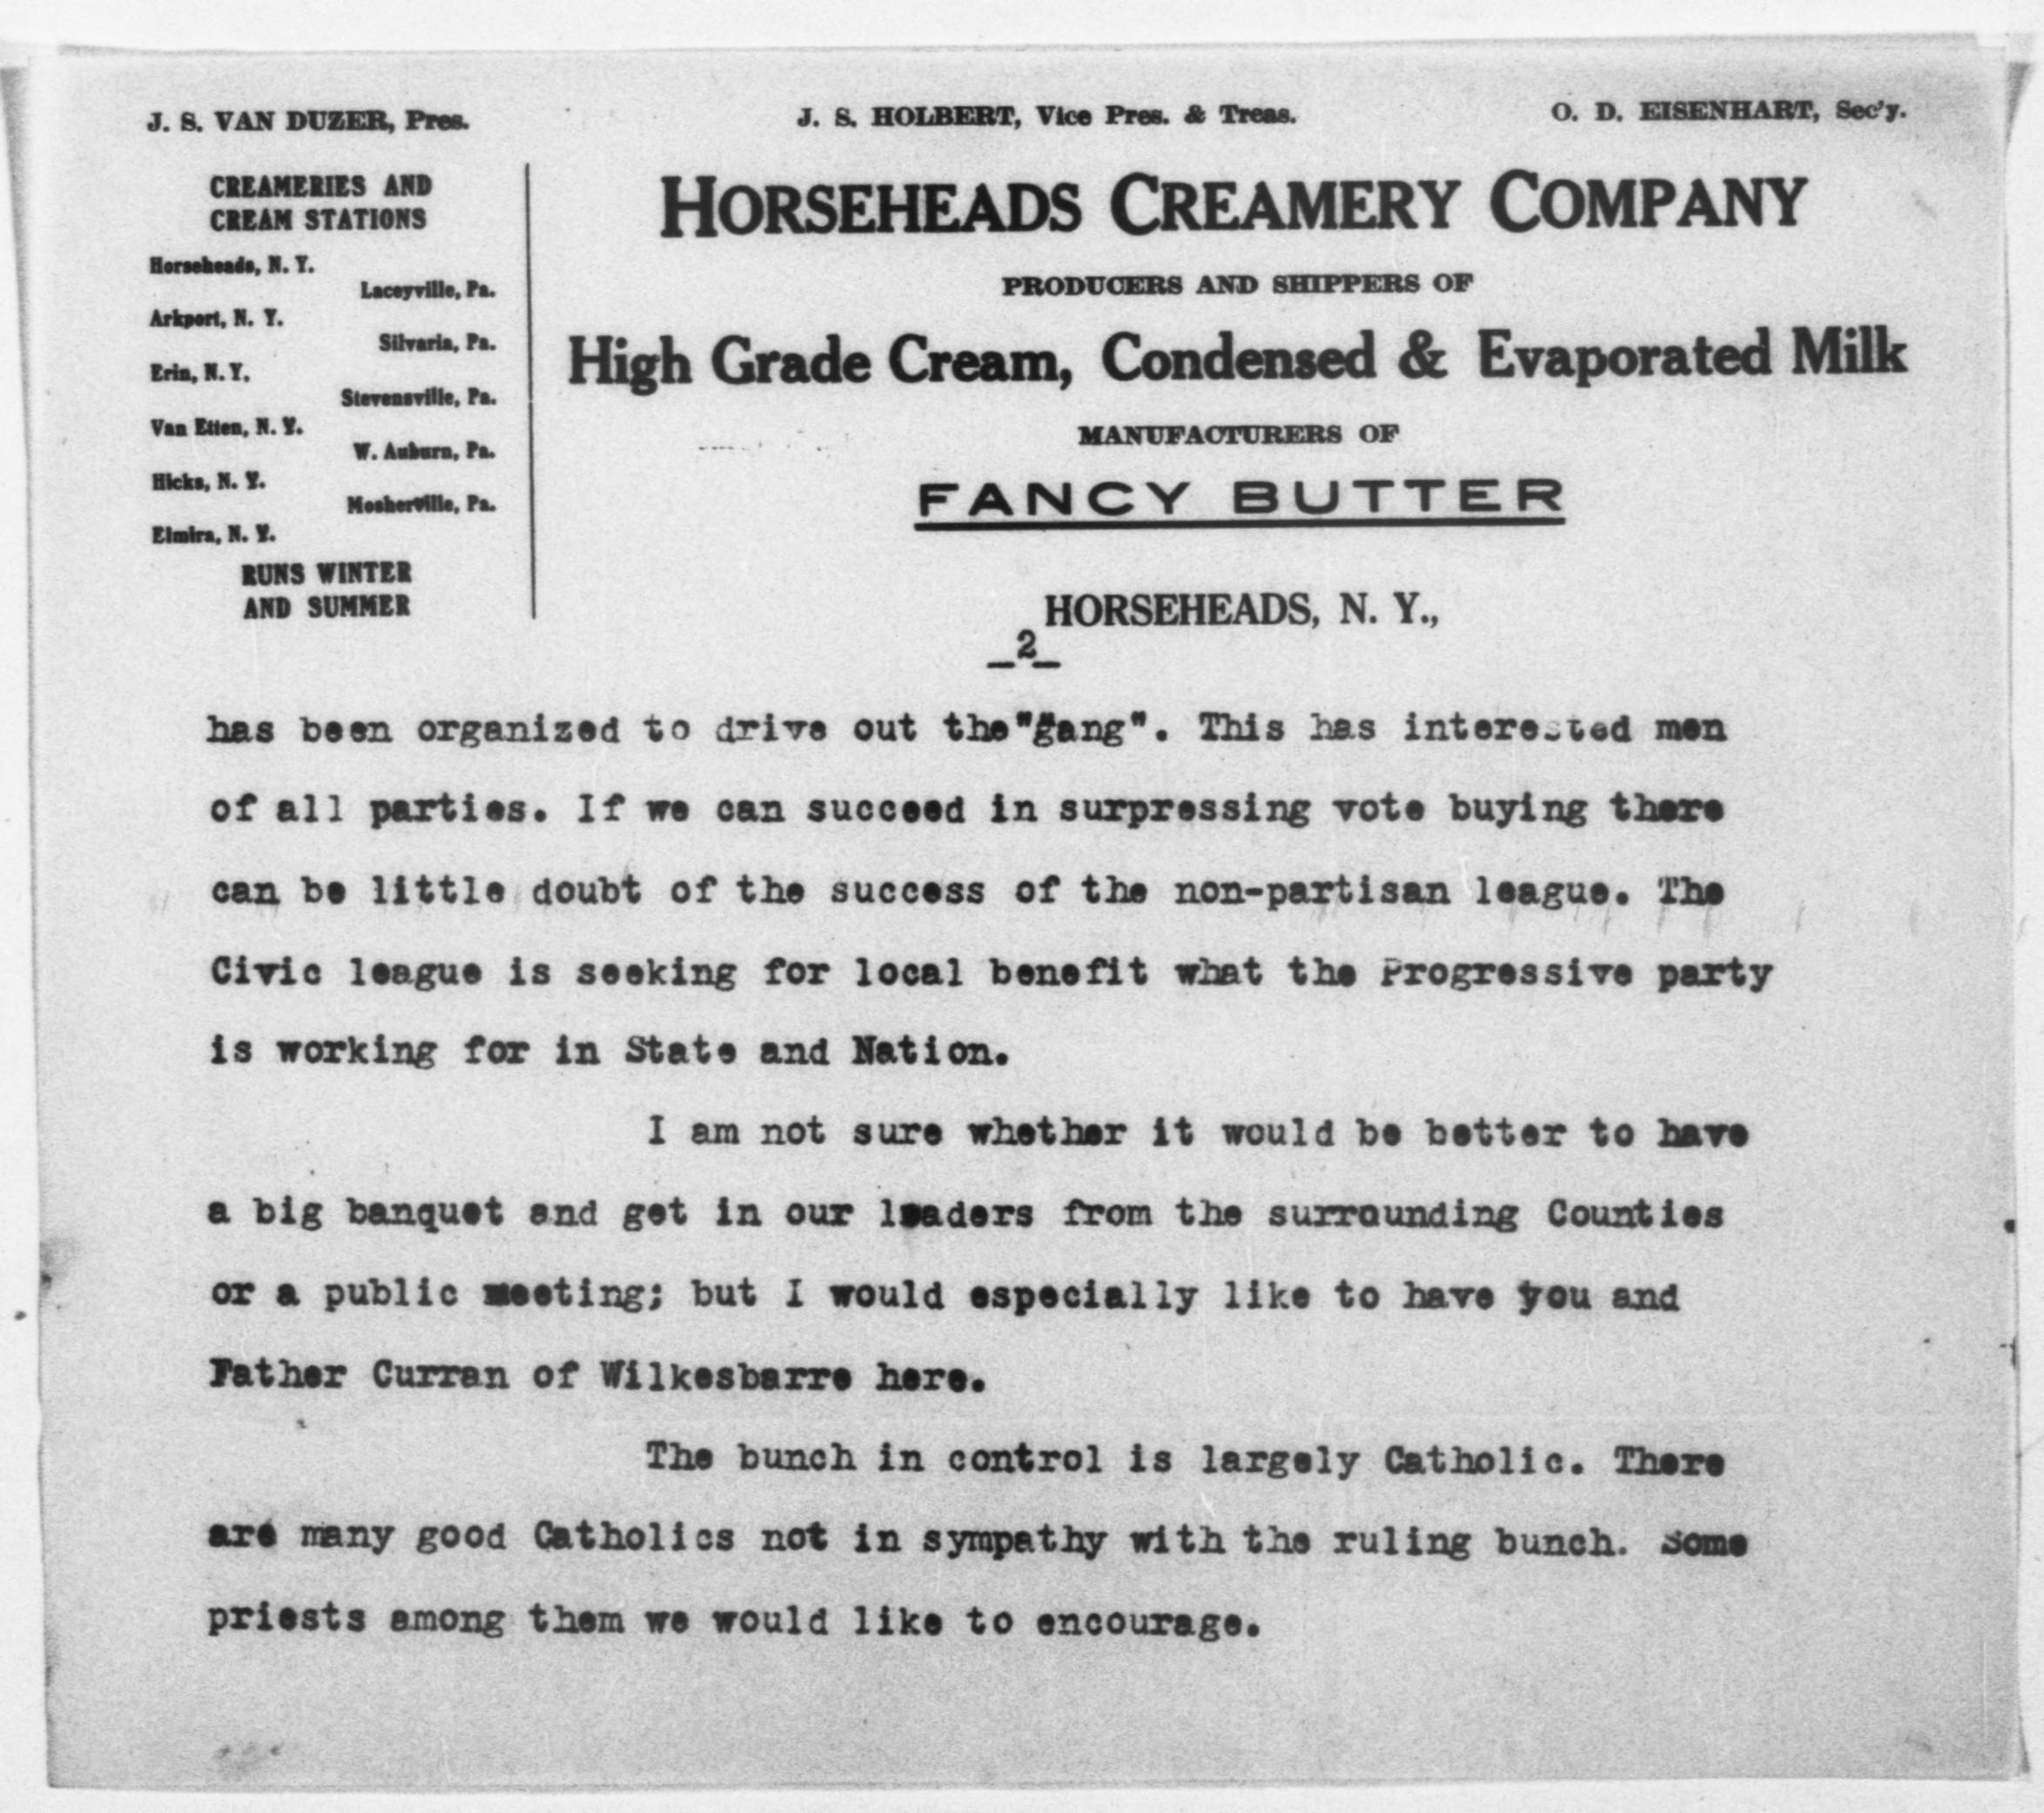 J. S. VAN DUZER, Pres.
J. S. HOLBERT, Vice Pres. & Treas.
O. D. EISENHART, Sec'y.
CREAMERIES AND
CREAM STATIONS
Horseheads, N. Y.
Laceyville, Pa.
Arkport, N. Y.
Silvaria, Pa.
Erin, N. Y.
Stevensville, Pa.
Van Etten, N. Y.
W. Auburn, Pa.
Hicks, N. Y.
Mosherville, Pa.
Elmira, N. Y.
RUNS WINTER
AND SUMMER
HORSEHEADS CREAMERY COMPANY
PRODUCERS AND SHIPPERS OF
High Grade Cream, Condensed & Evaporated Milk
MANUFACTURERS OF
FANCY BUTTER
HORSEHEADS, N. Y.,
_2_
has been organized to drive out the"gang". This has interested men
of all parties. If we can succeed in surpressing vote buying there
can be little doubt of the success of the non-partisan league. The
Civic league is seeking for local benefit what the Progressive party
is working for in State and Nation.
I am not sure whether it would be better to have
a big banquet and get in our leaders from the surrounding Counties
or a public meeting; but I would especially like to have you and
Father Curran of Wilkesbarre here.
The bunch in control is largely Catholic. There
are many good Catholics not in sympathy with the ruling bunch. Some
priests among them we would like to encourage.